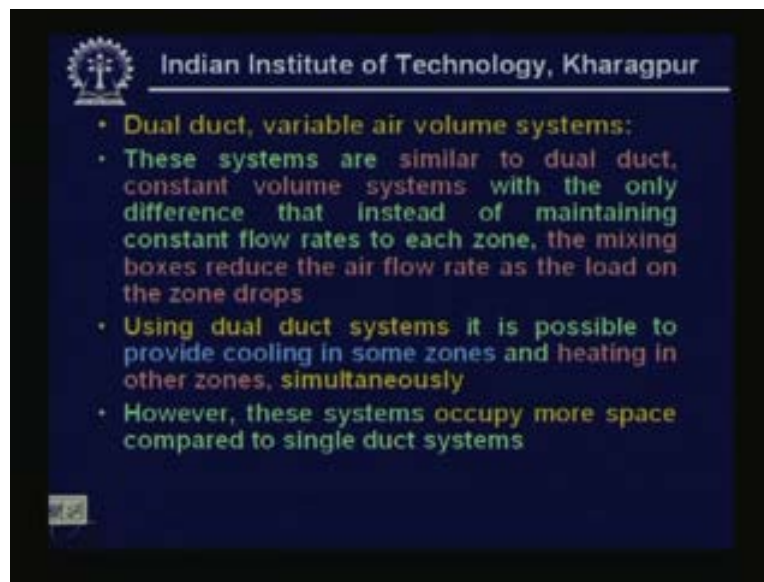 Indian Institute of Technology, Kharagpur
• Dual duct, variable air volume systems:
• These systems are similar to dual duct,
constant volume systems with the only
difference that instead of maintaining
constant flow rates to each zone, the mixing
boxes reduce the air flow rate as the load on
the zone drops
• Using dual duct systems it is possible to
provide cooling in some zones and heating in
other zones, simultaneously
• However, these systems occupy more space
compared to single duct systems